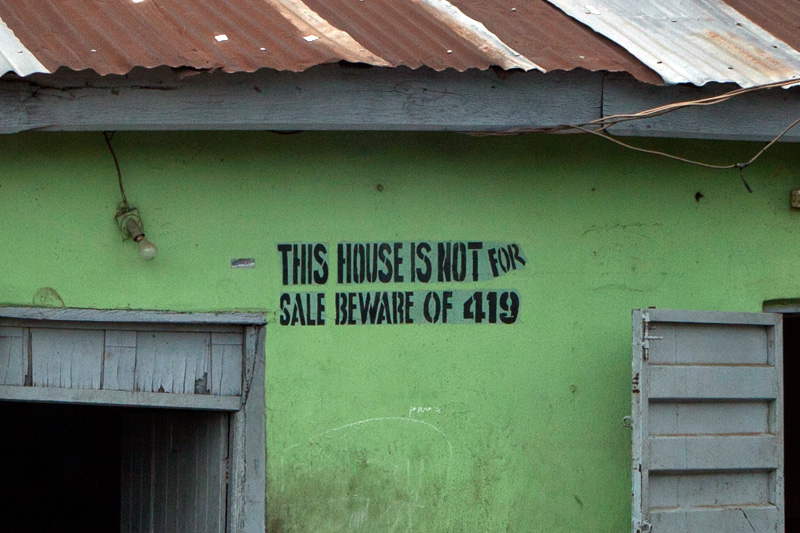 THIS HOUSE IS NOT FOR
SALE BEWARE OF 419